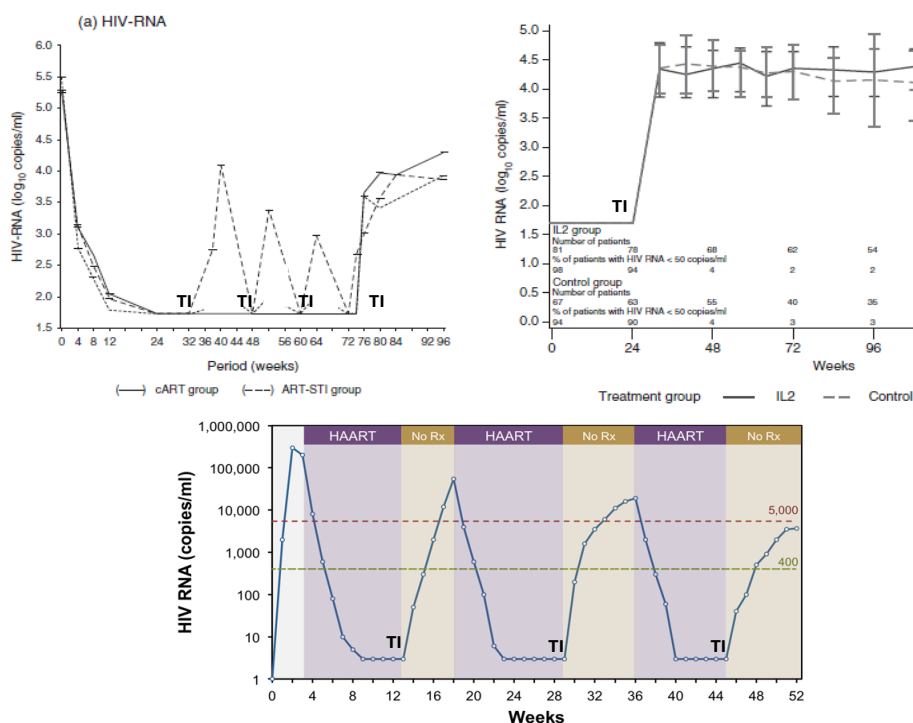 (a) HIV-RNA
HIV-RNA (log10 copies/ml)
6.0
5.5
5.0
4.5
4.0
3.5
3.0
2.5
2.0
1.5
TI TI TI TI
0 4 8 12 24 32 36 40 48 52 60 64 72 76 80 84 92 96
Period (weeks)
cART group ART-STI group
HIV RNA (log10 copies/ml)
5.0
4.5
4.0
3.5
3.0
2.5
2.0
1.5
1.0
0.5
0.0
TI
IL2 group
Number of patients
81 78 68 62 54
% of patients with HIV RNA < 50 copies/ml
98 94 4 2 2
Control group
Number of patients
67 63 55 40 35
% of patients with HIV RNA < 50 copies/ml
94 90 4 3 3
0 24 48 72 96
Weeks
Treatment group IL2 Control
HIV RNA (copies/ml)
1,000,000
100,000
10,000
1,000
100
10
1
HAART No Rx HAART No Rx HAART No Rx
5,000
400
TI TI TI
0 4 8 12 16 20 24 28 32 36 40 44 48 52
Weeks